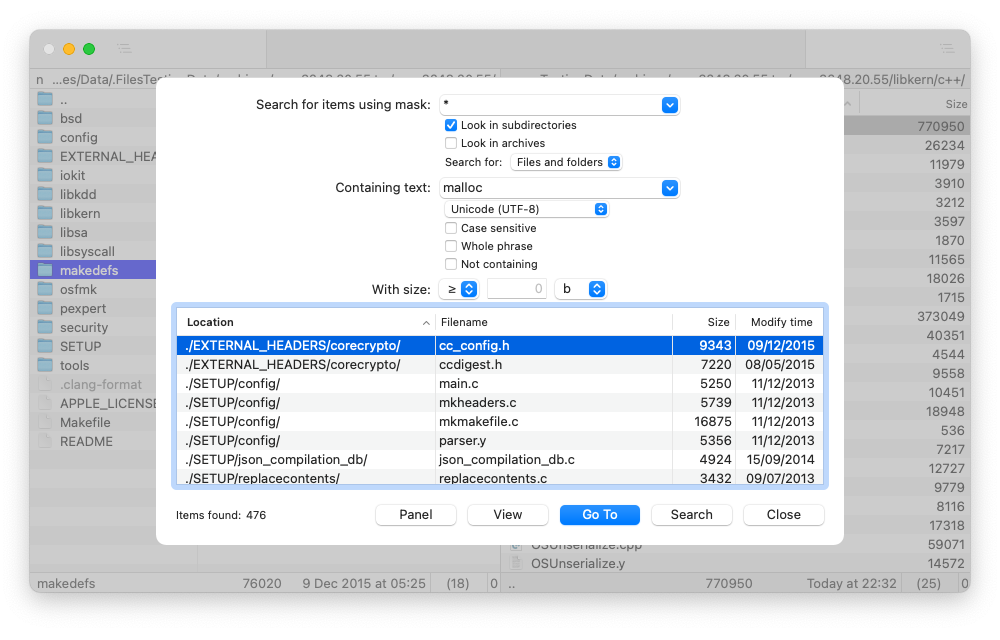 n ...es/Data/.FilesTesti
2048.20.55/libkern/c++/
Size
..
bsd
config
EXTERNAL_HEA
iokit
libkdd
libkern
libsa
libsyscall
makedefs
osfmk
pexpert
security
SETUP
tools
.clang-format
APPLE_LICENSE
Makefile
README
Search for items using mask: *
Look in subdirectories
Look in archives
Search for: Files and folders
Containing text: malloc
Unicode (UTF-8)
Case sensitive
Whole phrase
Not containing
With size: ≥ 0 b
Location Filename Size Modify time
./EXTERNAL_HEADERS/corecrypto/ cc_config.h 9343 09/12/2015
./EXTERNAL_HEADERS/corecrypto/ ccdigest.h 7220 08/05/2015
./SETUP/config/ main.c 5250 11/12/2013
./SETUP/config/ mkheaders.c 5739 11/12/2013
./SETUP/config/ mkmakefile.c 16875 11/12/2013
./SETUP/config/ parser.y 5356 11/12/2013
./SETUP/json_compilation_db/ json_compilation_db.c 4924 15/09/2014
./SETUP/replacecontents/ replacecontents.c 3432 09/07/2013
Items found: 476 Panel View Go To Search Close
770950
26234
11979
3910
3212
3597
1870
11565
18026
1715
373049
40351
4544
9558
10451
18948
536
7217
12727
9779
8116
17318
OSUnserialize.cpp 59071
OSUnserialize.y 14572
makedefs 76020 9 Dec 2015 at 05:25 (18) 0
.. 770950 Today at 22:32 (25) 0